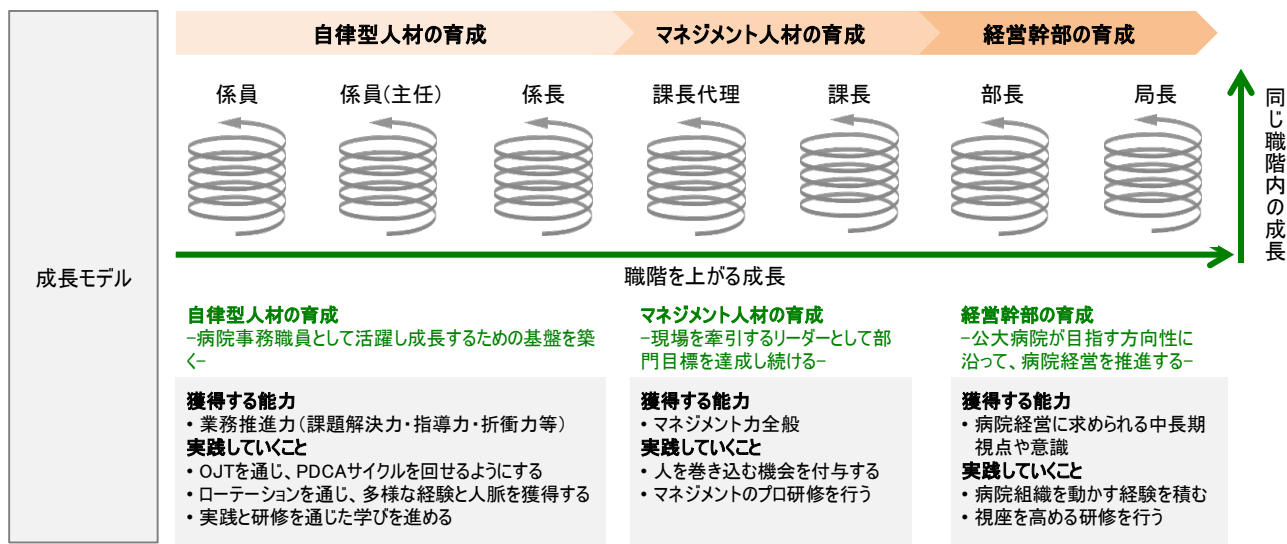 自律型人材の育成
マネジメント人材の育成
経営幹部の育成
係員
係員(主任)
係長
課長代理
課長
部長
局長
同じ職階内の成長
成長モデル
職階を上がる成長
自律型人材の育成
−病院事務職員として活躍し成長するための基盤を築
く−
獲得する能力
・業務推進力（課題解決力・指導力・折衝力等）
実践していくこと
・OJTを通じ、PDCAサイクルを回せるようにする
・ローテーションを通じ、多様な経験と人脈を獲得する
・実践と研修を通じた学びを進める
マネジメント人材の育成
−現場を牽引するリーダーとして部
門目標を達成し続ける−
獲得する能力
・マネジメント力全般
実践していくこと
・人を巻き込む機会を付与する
・マネジメントのプロ研修を行う
経営幹部の育成
−公大病院が目指す方向性に
沿って、病院経営を推進する−
獲得する能力
・病院経営に求められる中長期
視点や意識
実践していくこと
・病院組織を動かす経験を積む
・視座を高める研修を行う